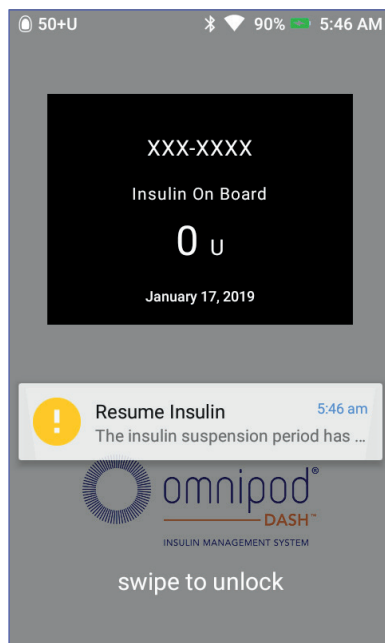 50+U 90% 5:46 AM
XXX-XXXX
Insulin On Board
0 U
January 17, 2019
Resume Insulin 5:46 am
The insulin suspension period has ...
omnipod®
DASH™
INSULIN MANAGEMENT SYSTEM
swipe to unlock